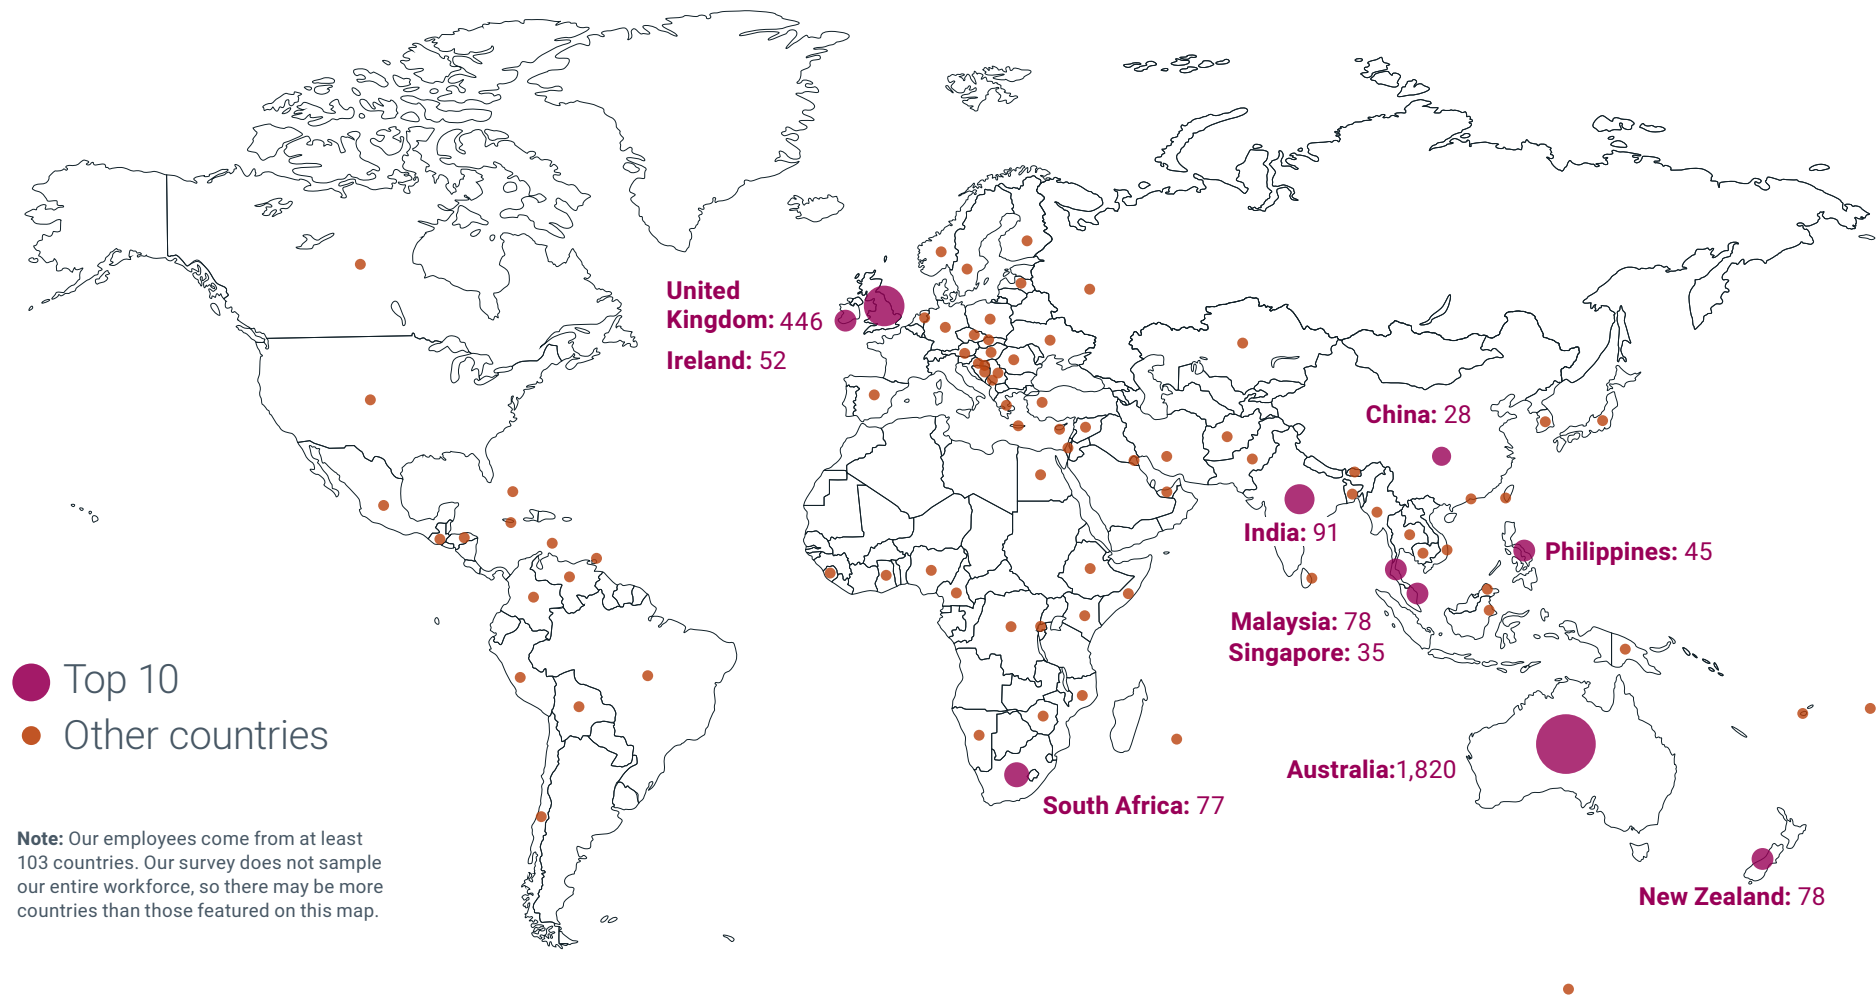 United
Kingdom: 446
Ireland: 52
China: 28
India: 91
Philippines: 45
Malaysia: 78
Singapore: 35
Top 10
Other countries
Australia:1,820
South Africa: 77
Note: Our employees come from at least
103 countries. Our survey does not sample
our entire workforce, so there may be more
countries than those featured on this map.
New Zealand: 78